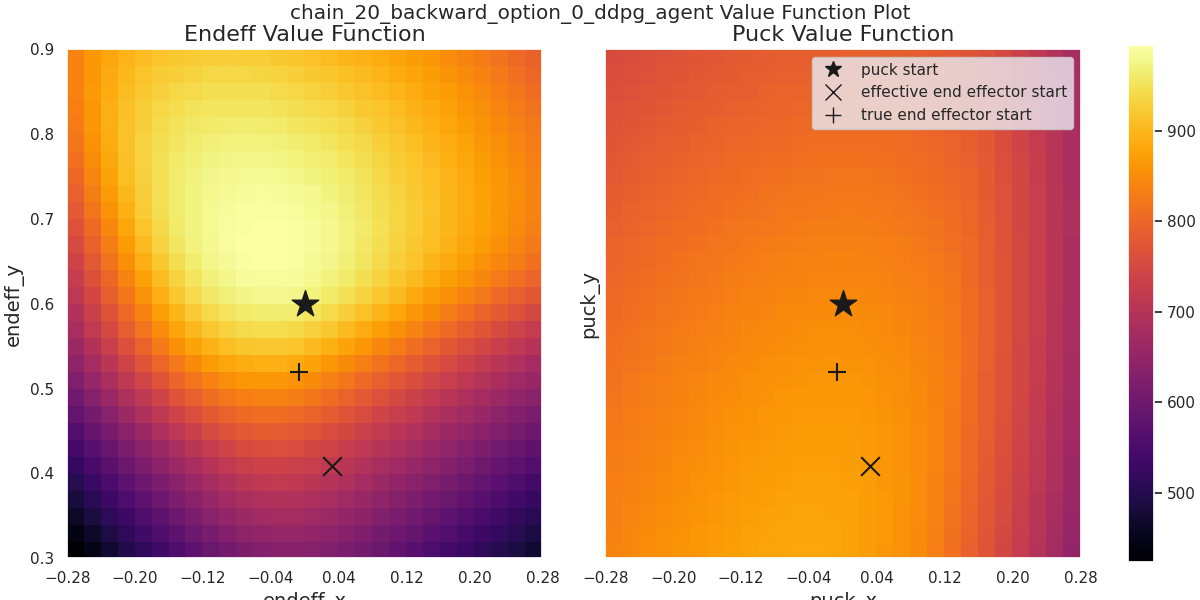 chain_20_backward_option_0_ddpg_agent Value Function Plot
Endeff Value Function
0.9
0.8
0.7
0.6
0.5
0.4
0.3
endeff_y
−0.28 −0.20 −0.12 −0.04 0.04 0.12 0.20 0.28
endeff_x
Puck Value Function
puck start
effective end effector start
true end effector start
puck_y
−0.28 −0.20 −0.12 −0.04 0.04 0.12 0.20 0.28
puck_x
900
800
700
600
500